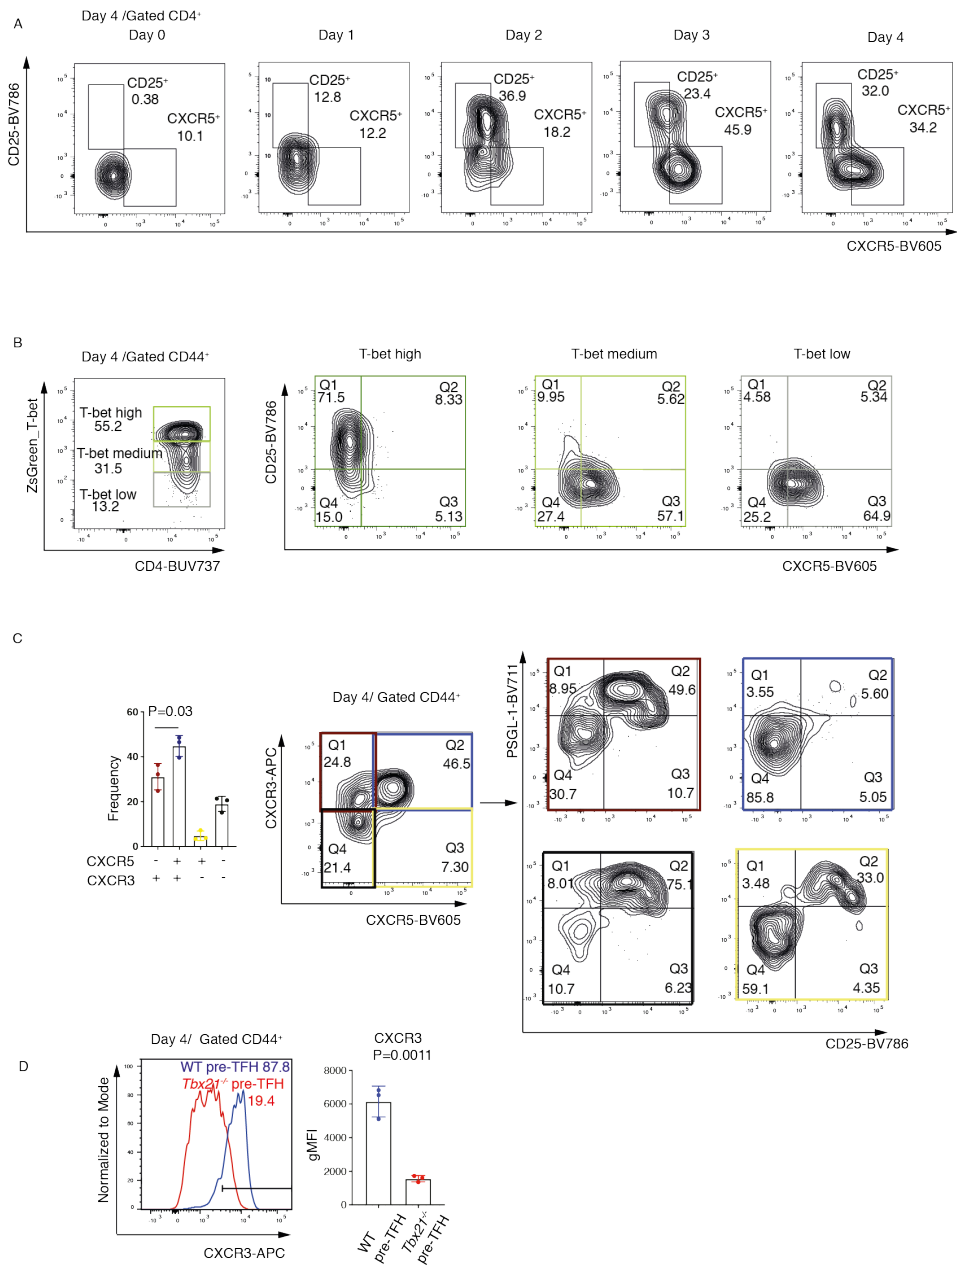 A
Day 4 /Gated CD4+
Day 0
Day 1
Day 2
Day 3
Day 4
CD25-BV786
CD25+
0.38
CXCR5+
10.1
CD25+
12.8
CXCR5+
12.2
CD25+
36.9
CXCR5+
18.2
CD25+
23.4
CXCR5+
45.9
CD25+
32.0
CXCR5+
34.2
CXCR5-BV605
B
Day 4 /Gated CD44+
T-bet high
T-bet medium
T-bet low
ZsGreen_T-bet
T-bet high
55.2
T-bet medium
31.5
T-bet low
13.2
CD4-BUV737
CD25-BV786
Q1
71.5
Q2
8.33
Q4
15.0
Q3
5.13
Q1
9.95
Q2
5.62
Q4
27.4
Q3
57.1
Q1
4.58
Q2
5.34
Q4
25.2
Q3
64.9
CXCR5-BV605
C
P=0.03
Frequency
60
40
20
0
CXCR5 - + + -
CXCR3 + + - -
Day 4/ Gated CD44+
CXCR3-APC
Q1
24.8
Q2
46.5
Q4
21.4
Q3
7.30
CXCR5-BV605
PSGL-1-BV711
Q1
8.95
Q2
49.6
Q4
30.7
Q3
10.7
Q1
3.55
Q2
5.60
Q4
85.8
Q3
5.05
Q1
8.01
Q2
75.1
Q4
10.7
Q3
6.23
Q1
3.48
Q2
33.0
Q4
59.1
Q3
4.35
CD25-BV786
D
Day 4/ Gated CD44+
WT pre-TFH 87.8
Tbx21-/- pre-TFH
19.4
Normalized to Mode
100
80
60
40
20
0
CXCR3-APC
CXCR3
P=0.0011
gMFI
8000
6000
4000
2000
0
WT
pre-TFH
Tbx21-/-
pre-TFH